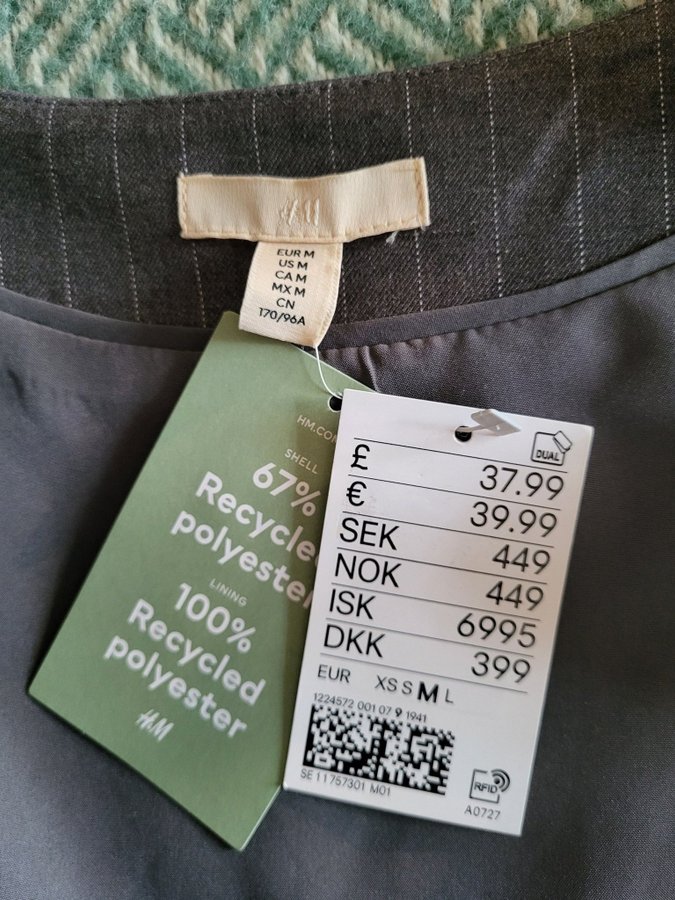 H&M
EUR M
US M
CA M
MX M
CN
170/96A
HM.CO
SHELL
67%
Recycle
polyester
LINING
100%
Recycled
polyester
H&M
DUAL
£ 37.99
€ 39.99
SEK 449
NOK 449
ISK 6995
DKK 399
EUR XS S M L
1224572 001 07 9 1941
SE 11757301 M01
RFID
A0727